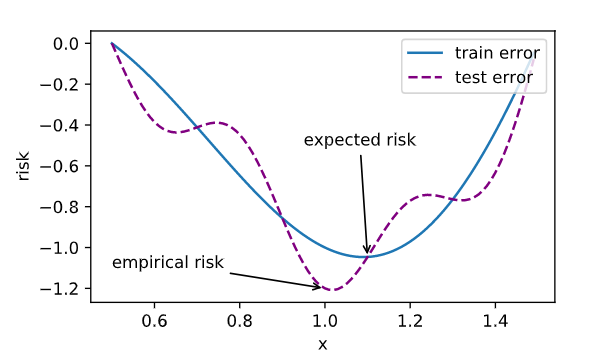 train error
test error
expected risk
empirical risk
risk
0.0
−0.2
−0.4
−0.6
−0.8
−1.0
−1.2
0.6 0.8 1.0 1.2 1.4
x